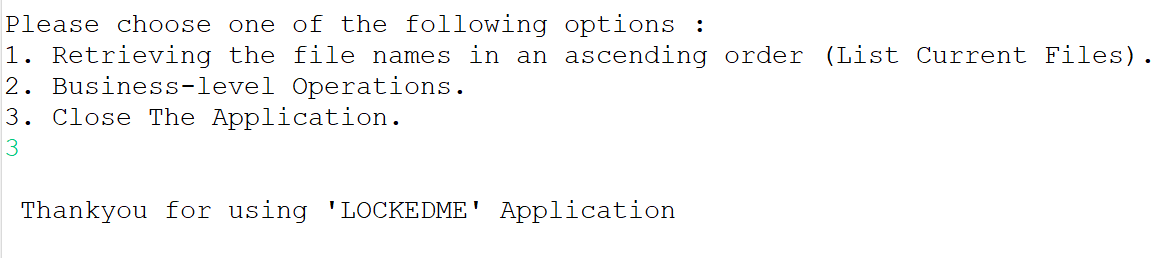 Please choose one of the following options :
1. Retrieving the file names in an ascending order (List Current Files).
2. Business-level Operations.
3. Close The Application.
3
Thankyou for using 'LOCKEDME' Application